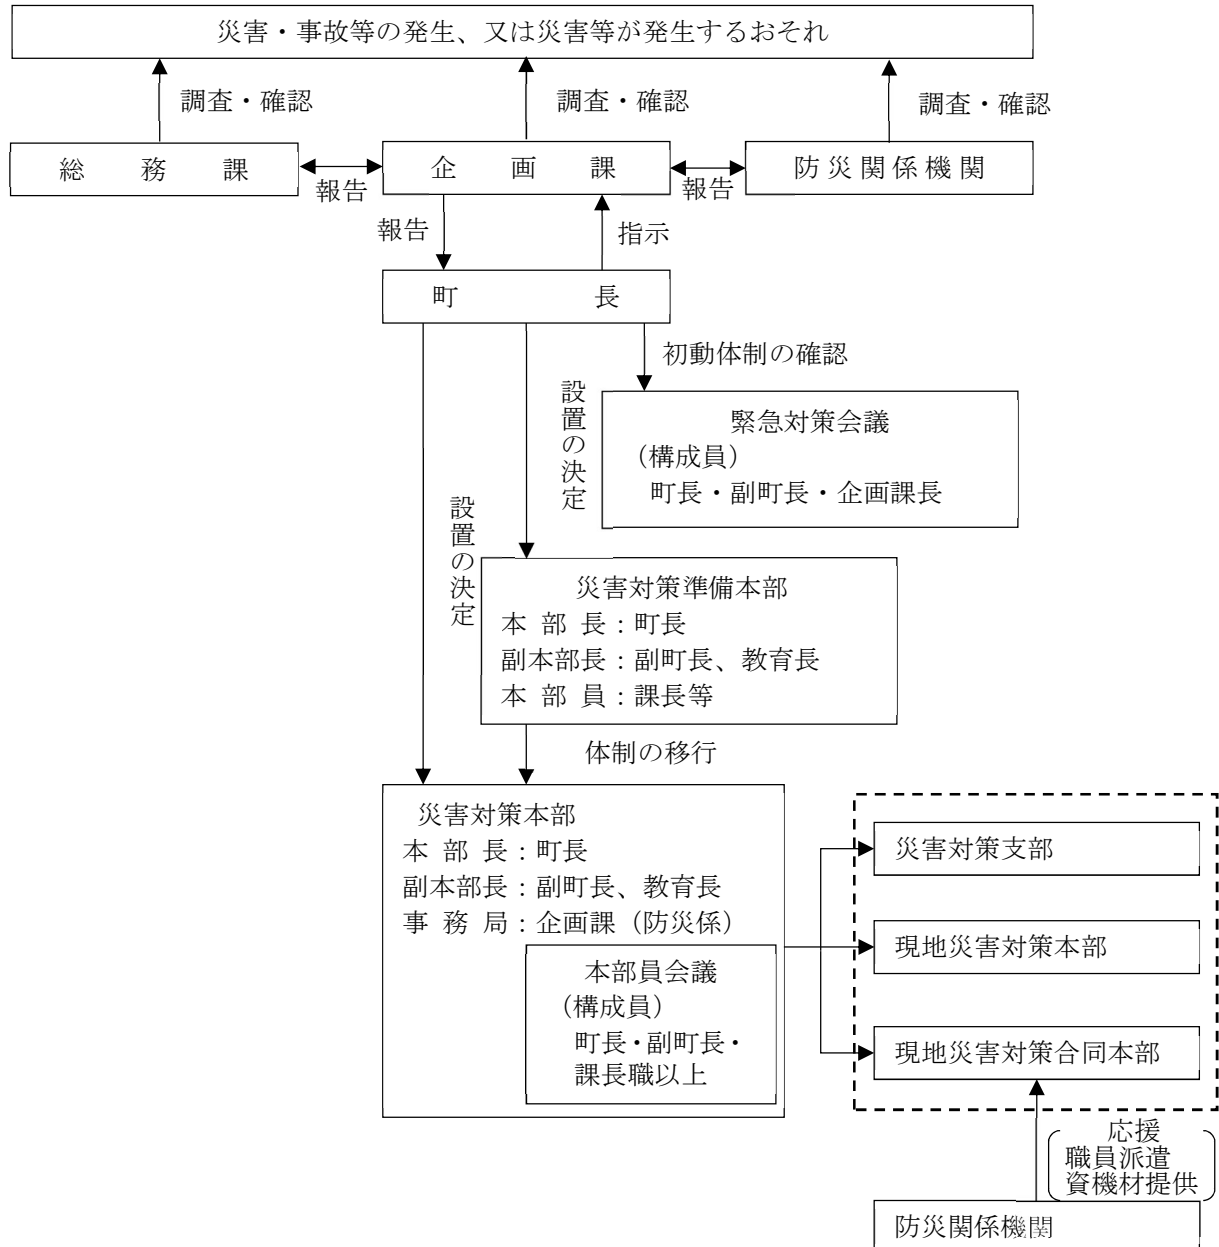 災害・事故等の発生、又は災害等が発生するおそれ
調査・確認
調査・確認
調査・確認
総務課
企画課
防災関係機関
報告
報告
報告
指示
町長
初動体制の確認
設置の決定
緊急対策会議
（構成員）
町長・副町長・企画課長
設置の決定
災害対策準備本部
本部長：町長
副本部長：副町長、教育長
本部員：課長等
体制の移行
災害対策本部
本部長：町長
副本部長：副町長、教育長
事務局：企画課（防災係）
本部員会議
（構成員）
町長・副町長・
課長職以上
災害対策支部
現地災害対策本部
現地災害対策合同本部
応援
職員派遣
資機材提供
防災関係機関